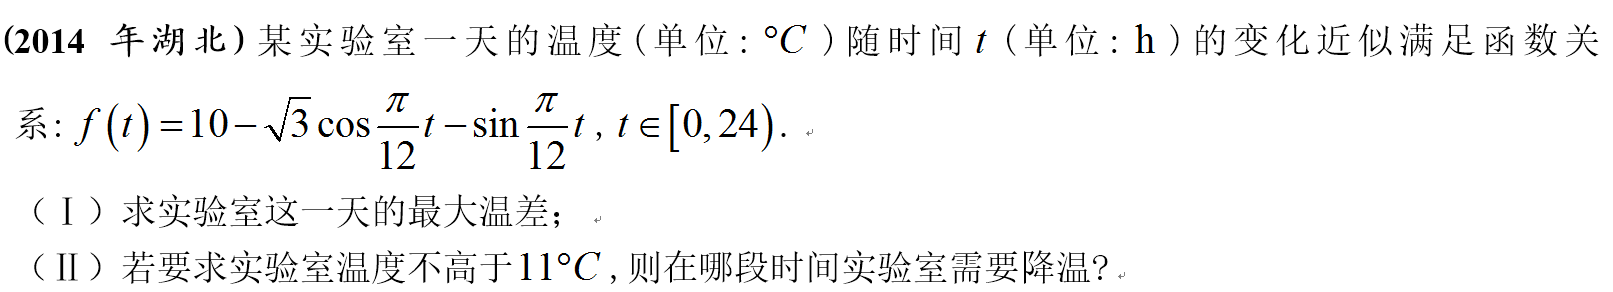 (2014 年湖北)某实验室一天的温度(单位: °C )随时间 t (单位: h )的变化近似满足函数关
系: f(t)=10-√3cos(π/12)t-sin(π/12)t, t∈[0,24).
（Ⅰ）求实验室这一天的最大温差；
（Ⅱ）若要求实验室温度不高于11°C ,则在哪段时间实验室需要降温?